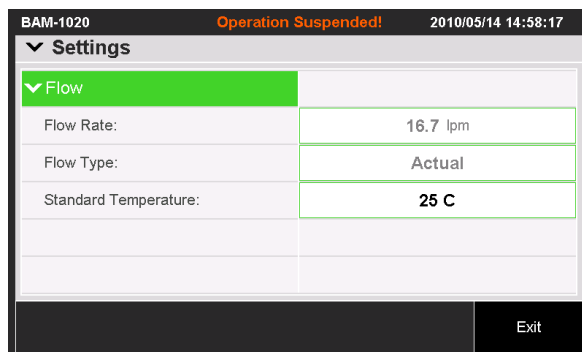 BAM-1020 Operation Suspended! 2010/05/14 14:58:17
Settings
Flow
Flow Rate: 16.7 lpm
Flow Type: Actual
Standard Temperature: 25 C
Exit